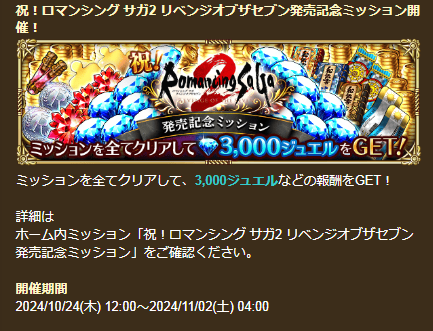 祝！ロマンシング サガ2 リベンジオブザセブン発売記念ミッション開
催！
祝!!
Romancing SaGa
2
発売記念ミッション
ミッションを全てクリアして 3,000ジュエルをGET!
ミッションを全てクリアして、3,000ジュエルなどの報酬をGET！
詳細は
ホーム内ミッション「祝！ロマンシング サガ2 リベンジオブザセブン
発売記念ミッション」をご確認ください。
開催期間
2024/10/24(木) 12:00～2024/11/02(土) 04:00